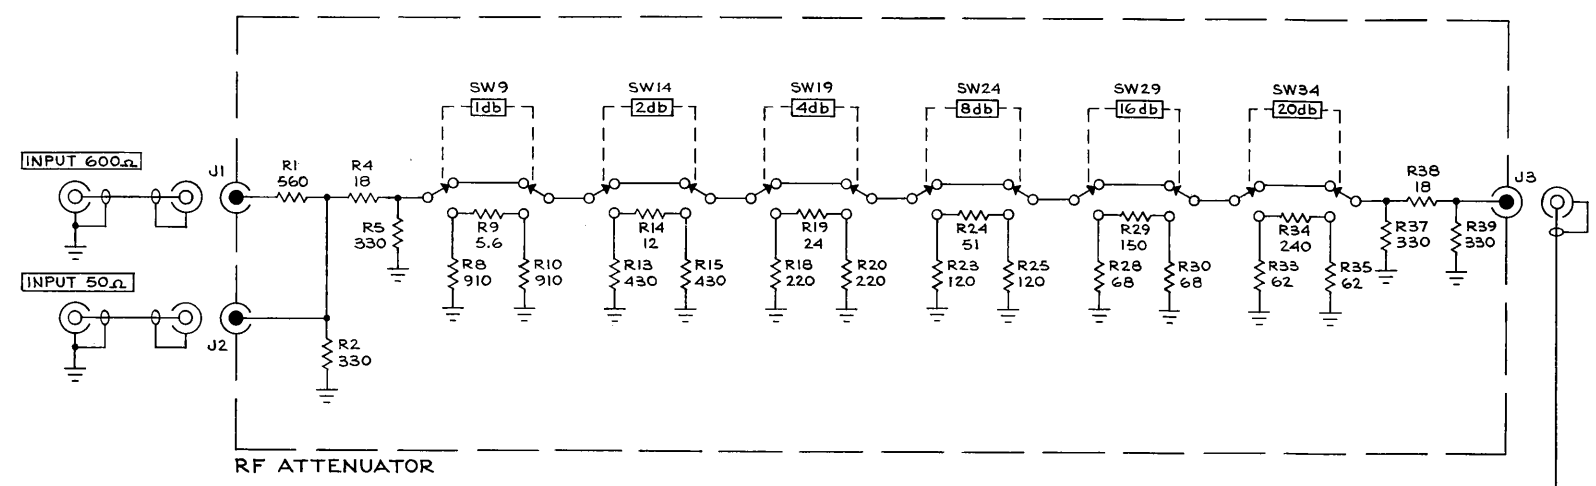 SW9
1db
SW14
2db
SW19
4db
SW24
8db
SW29
16db
SW34
20db
INPUT 600Ω
J1
R1
560
R4
18
R5
330
R9
5.6
R8
910
R10
910
R14
12
R13
430
R15
430
R19
24
R18
220
R20
220
R24
51
R23
120
R25
120
R29
150
R28
68
R30
68
R34
240
R33
62
R35
62
R38
18
R37
330
R39
330
J3
INPUT 50Ω
J2
R2
330
RF ATTENUATOR